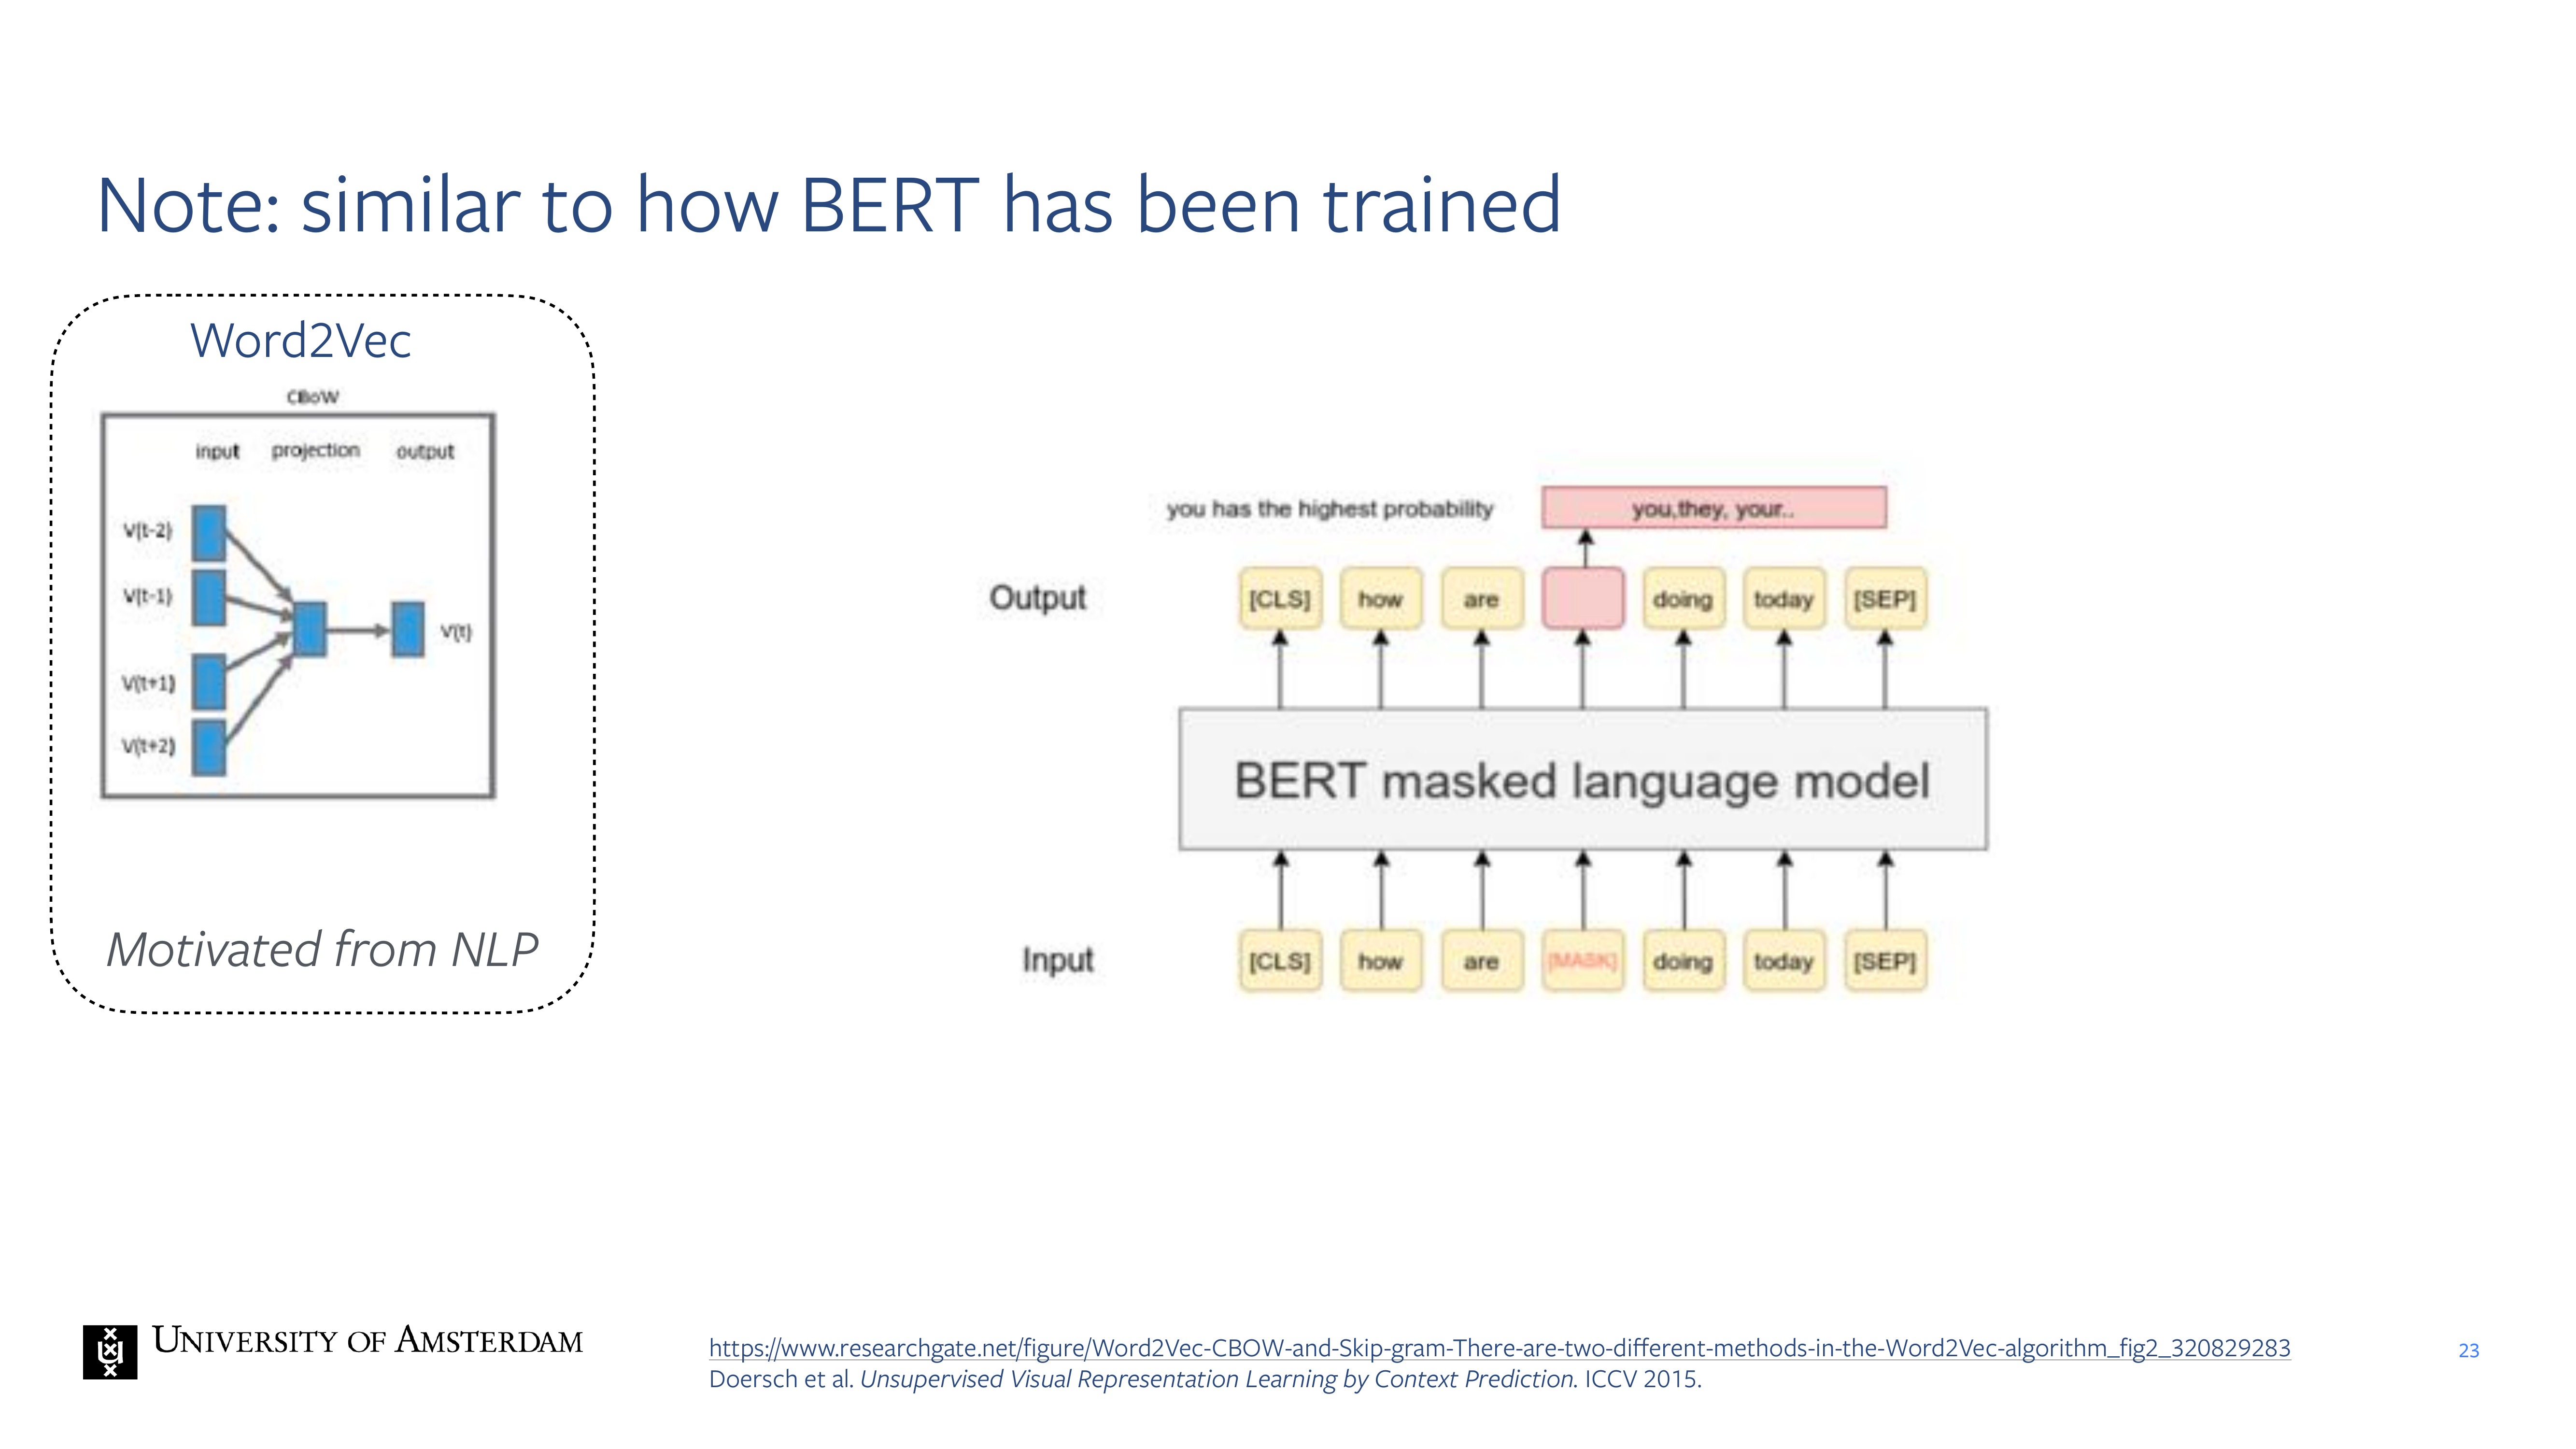 Note: similar to how BERT has been trained
Word2Vec
CBoW
input projection output
V(t-2)
V(t-1)
V(t)
V(t+1)
V(t+2)
Motivated from NLP
you has the highest probability
you,they, your..
Output
[CLS] how are doing today [SEP]
BERT masked language model
Input
[CLS] how are [MASK] doing today [SEP]
UNIVERSITY OF AMSTERDAM
https://www.researchgate.net/figure/Word2Vec-CBOW-and-Skip-gram-There-are-two-different-methods-in-the-Word2Vec-algorithm_fig2_320829283
Doersch et al. Unsupervised Visual Representation Learning by Context Prediction. ICCV 2015.
23